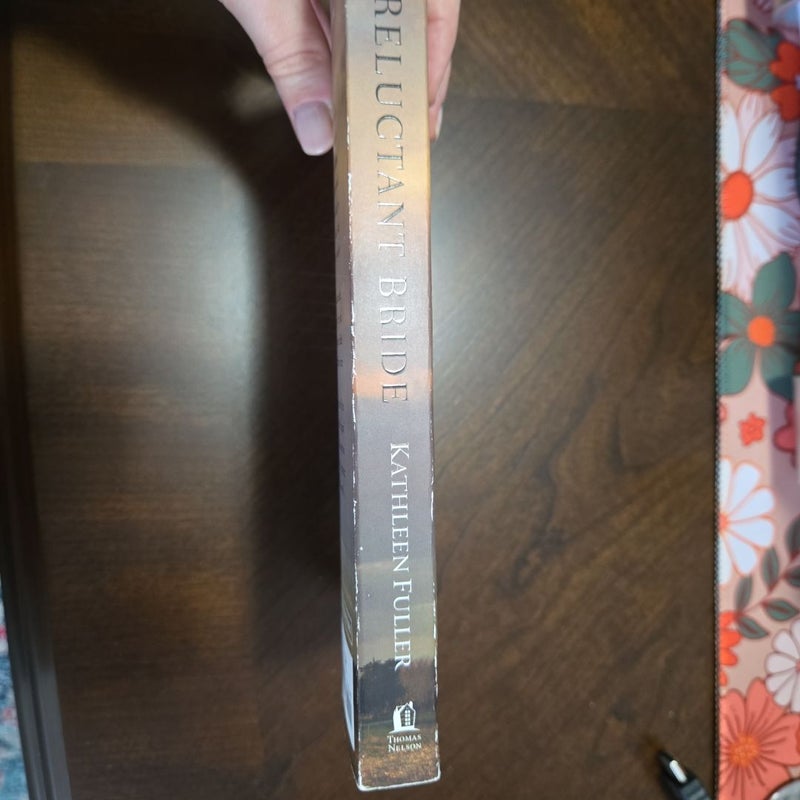 RELUCTANT BRIDE
KATHLEEN FULLER
THOMAS
NELSON